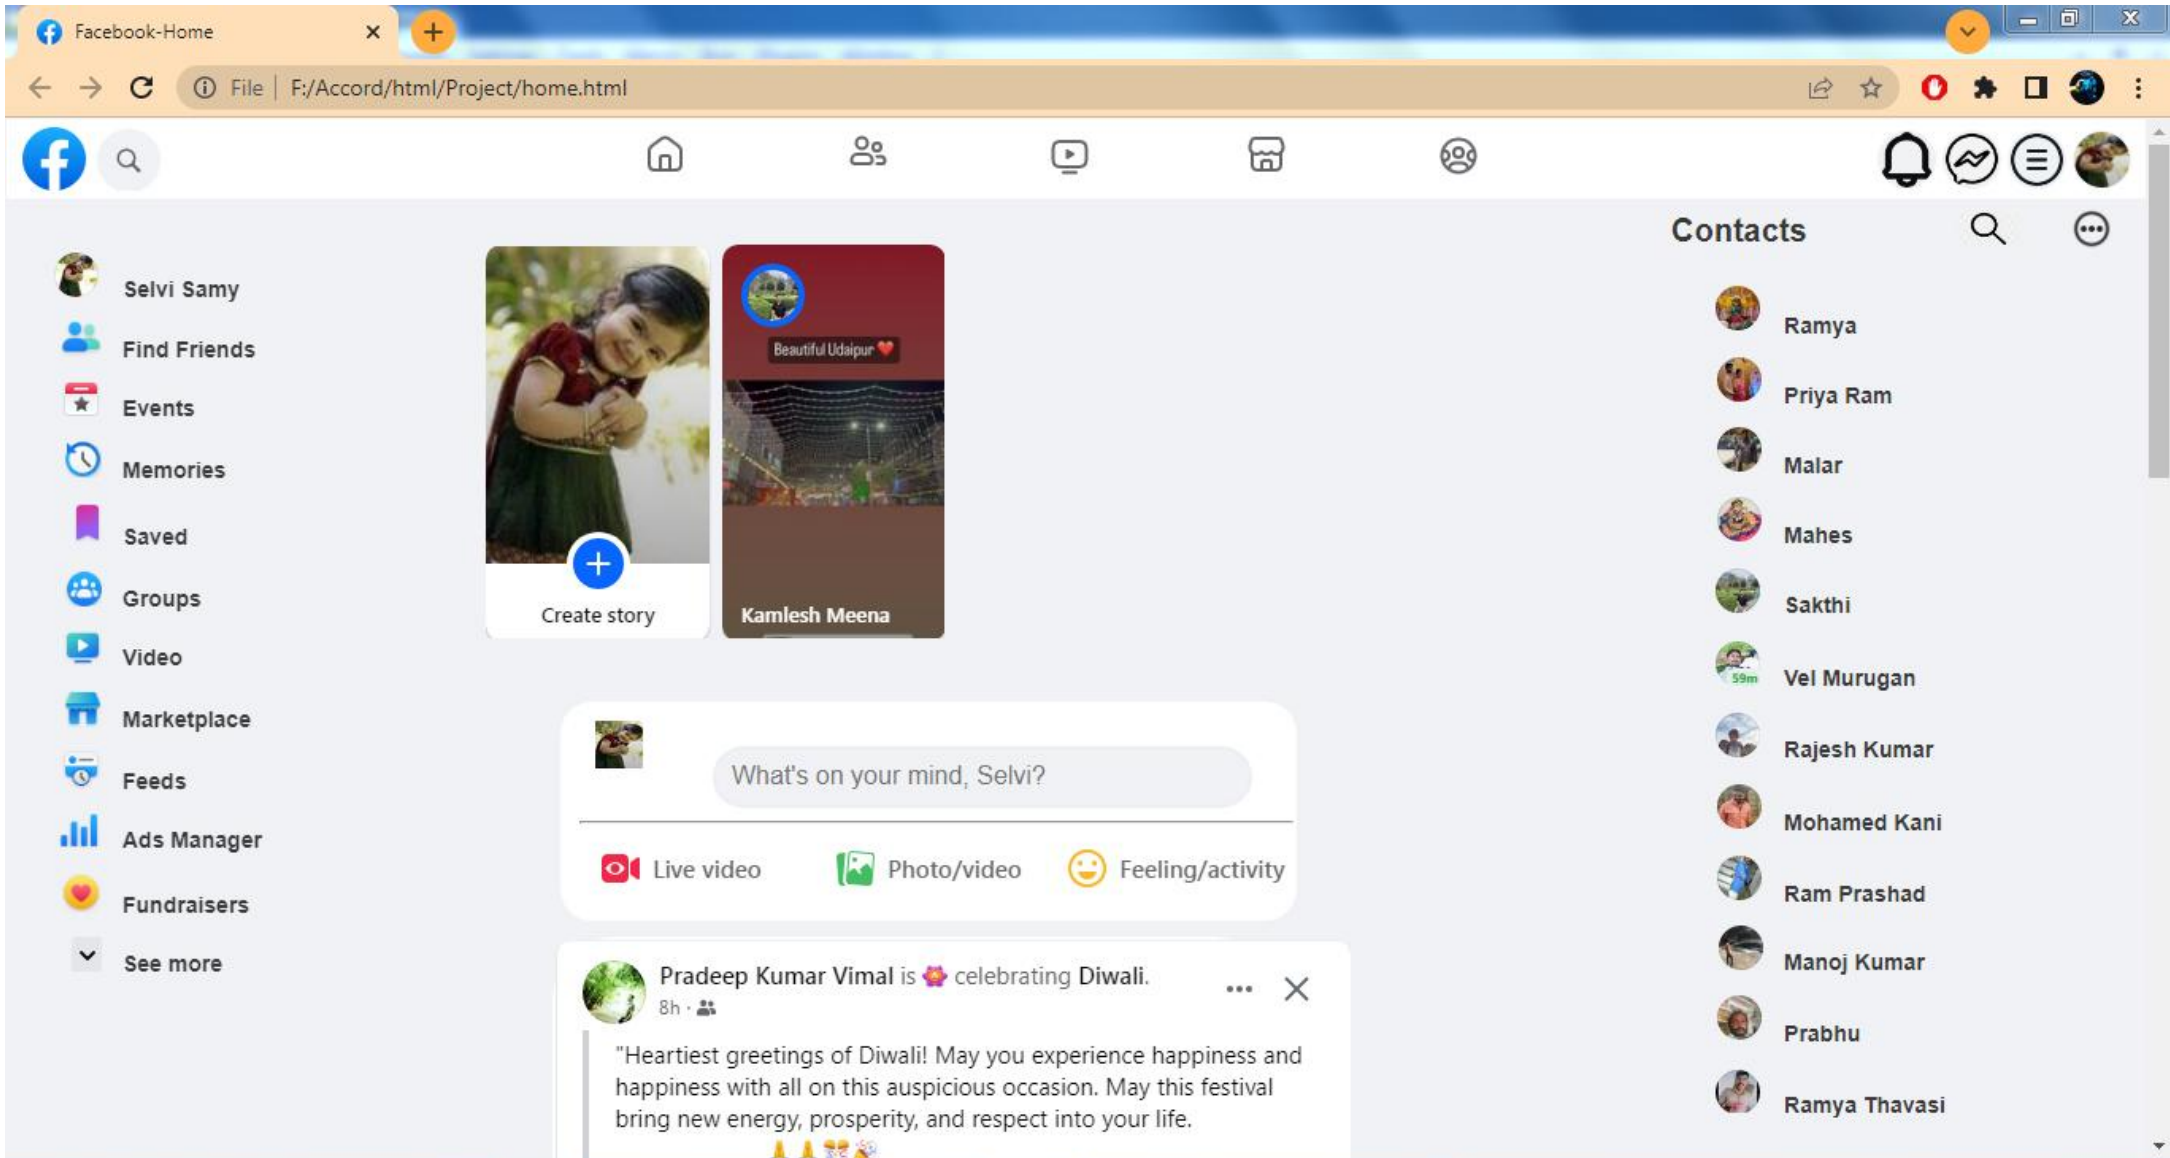 Facebook-Home
File | F:/Accord/html/Project/home.html
Contacts
Selvi Samy
Find Friends
Events
Memories
Saved
Groups
Video
Marketplace
Feeds
Ads Manager
Fundraisers
See more
Beautiful Udaipur ❤️
Create story
Kamlesh Meena
What's on your mind, Selvi?
Live video
Photo/video
Feeling/activity
Pradeep Kumar Vimal is celebrating Diwali.
8h ·
"Heartiest greetings of Diwali! May you experience happiness and
happiness with all on this auspicious occasion. May this festival
bring new energy, prosperity, and respect into your life.
Ramya
Priya Ram
Malar
Mahes
Sakthi
59m
Vel Murugan
Rajesh Kumar
Mohamed Kani
Ram Prashad
Manoj Kumar
Prabhu
Ramya Thavasi